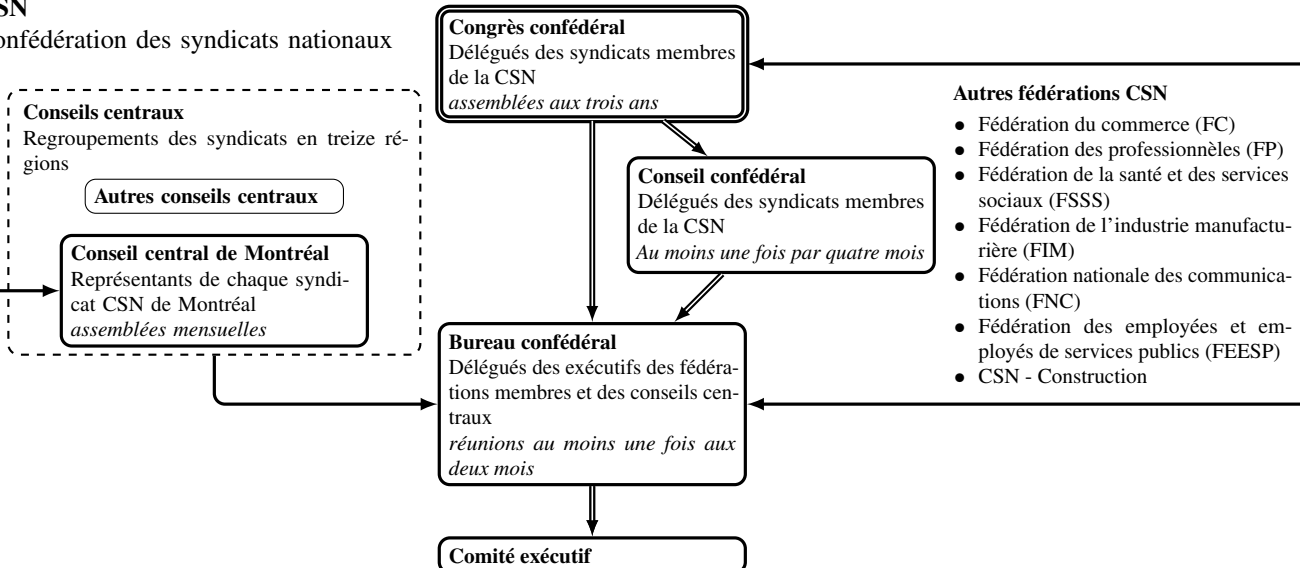 SN
onfédération des syndicats nationaux
Conseils centraux
Regroupements des syndicats en treize ré-
gions
Autres conseils centraux
Conseil central de Montréal
Représentants de chaque syndi-
cat CSN de Montréal
assemblées mensuelles
Congrès confédéral
Délégués des syndicats membres
de la CSN
assemblées aux trois ans
Conseil confédéral
Délégués des syndicats membres
de la CSN
Au moins une fois par quatre mois
Bureau confédéral
Délégués des exécutifs des fédéra-
tions membres et des conseils cen-
traux
réunions au moins une fois aux
deux mois
Comité exécutif
Autres fédérations CSN
• Fédération du commerce (FC)
• Fédération des professionnèles (FP)
• Fédération de la santé et des services
sociaux (FSSS)
• Fédération de l'industrie manufactu-
rière (FIM)
• Fédération nationale des communica-
tions (FNC)
• Fédération des employées et em-
ployés de services publics (FEESP)
• CSN - Construction